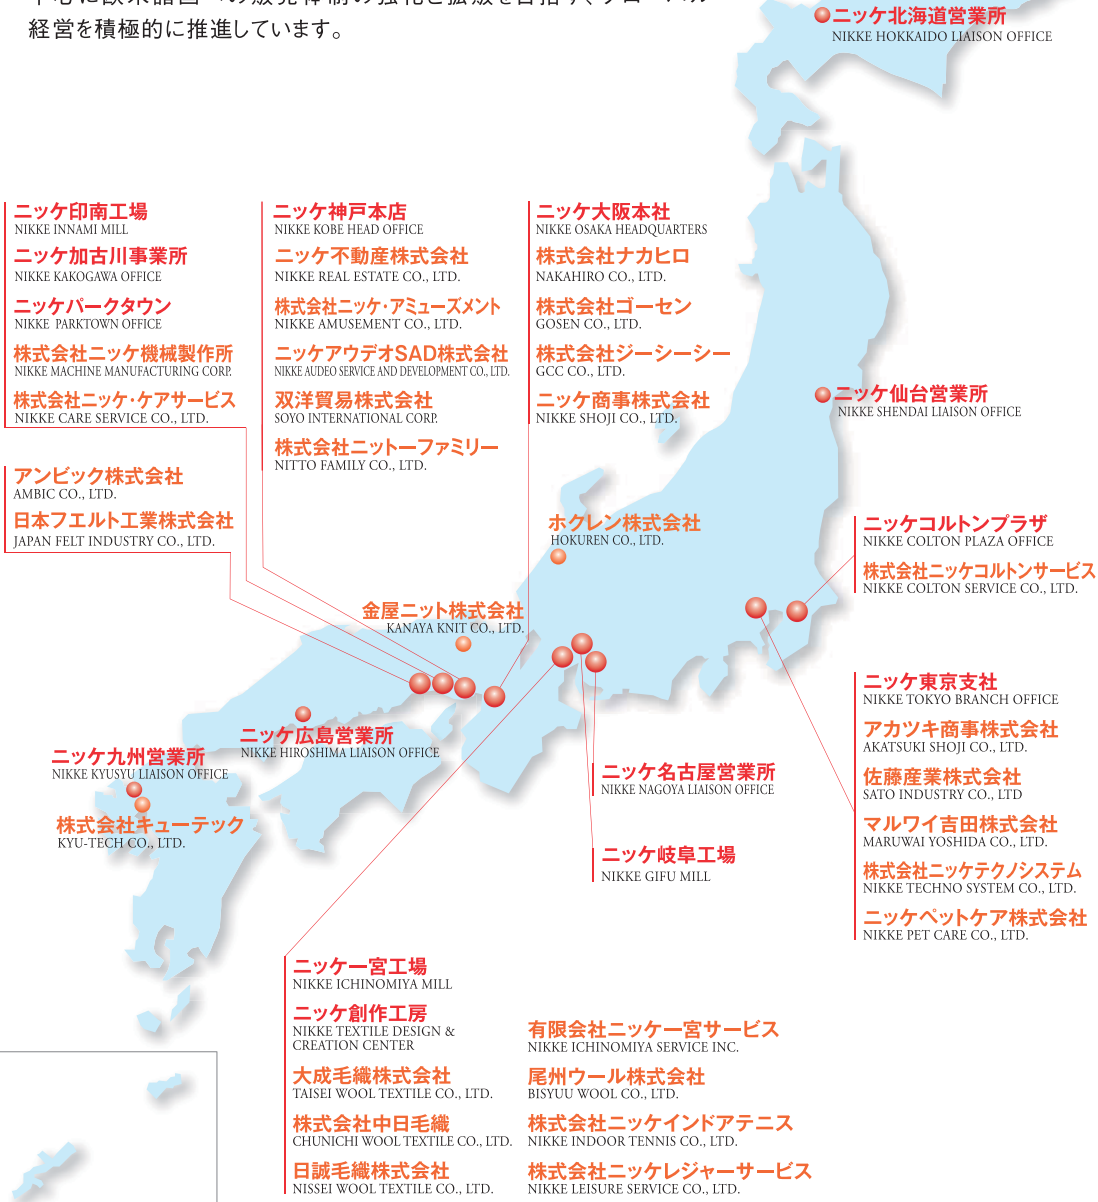 経営を積極的に推進しています。
ニッケ北海道営業所
NIKKE HOKKAIDO LIAISON OFFICE
ニッケ印南工場
NIKKE INNAMI MILL
ニッケ加古川事業所
NIKKE KAKOGAWA OFFICE
ニッケパークタウン
NIKKE PARKTOWN OFFICE
株式会社ニッケ機械製作所
NIKKE MACHINE MANUFACTURING CORP.
株式会社ニッケ・ケアサービス
NIKKE CARE SERVICE CO., LTD.
アンビック株式会社
AMBIC CO., LTD.
日本フエルト工業株式会社
JAPAN FELT INDUSTRY CO., LTD.
ニッケ神戸本店
NIKKE KOBE HEAD OFFICE
ニッケ不動産株式会社
NIKKE REAL ESTATE CO., LTD.
株式会社ニッケ・アミューズメント
NIKKE AMUSEMENT CO., LTD.
ニッケアウデオSAD株式会社
NIKKE AUDEO SERVICE AND DEVELOPMENT CO., LTD.
双洋貿易株式会社
SOYO INTERNATIONAL CORP.
株式会社ニットーファミリー
NITTO FAMILY CO., LTD.
ニッケ大阪本社
NIKKE OSAKA HEADQUARTERS
株式会社ナカヒロ
NAKAHIRO CO., LTD.
株式会社ゴーセン
GOSEN CO., LTD.
株式会社ジーシーシー
GCC CO., LTD.
ニッケ商事株式会社
NIKKE SHOJI CO., LTD.
ニッケ仙台営業所
NIKKE SHENDAI LIAISON OFFICE
ホクレン株式会社
HOKUREN CO., LTD.
ニッケコルトンプラザ
NIKKE COLTON PLAZA OFFICE
株式会社ニッケコルトンサービス
NIKKE COLTON SERVICE CO., LTD.
金屋ニット株式会社
KANAYA KNIT CO., LTD.
ニッケ広島営業所
NIKKE HIROSHIMA LIAISON OFFICE
ニッケ九州営業所
NIKKE KYUSYU LIAISON OFFICE
株式会社キューテック
KYU-TECH CO., LTD.
ニッケ名古屋営業所
NIKKE NAGOYA LIAISON OFFICE
ニッケ岐阜工場
NIKKE GIFU MILL
ニッケ東京支社
NIKKE TOKYO BRANCH OFFICE
アカツキ商事株式会社
AKATSUKI SHOJI CO., LTD.
佐藤産業株式会社
SATO INDUSTRY CO., LTD
マルワイ吉田株式会社
MARUWAI YOSHIDA CO., LTD.
株式会社ニッケテクノシステム
NIKKE TECHNO SYSTEM CO., LTD.
ニッケペットケア株式会社
NIKKE PET CARE CO., LTD.
ニッケ一宮工場
NIKKE ICHINOMIYA MILL
ニッケ創作工房
NIKKE TEXTILE DESIGN &
CREATION CENTER
大成毛織株式会社
TAISEI WOOL TEXTILE CO., LTD.
株式会社中日毛織
CHUNICHI WOOL TEXTILE CO., LTD.
日誠毛織株式会社
NISSEI WOOL TEXTILE CO., LTD.
有限会社ニッケ一宮サービス
NIKKE ICHINOMIYA SERVICE INC.
尾州ウール株式会社
BISYUU WOOL CO., LTD.
株式会社ニッケインドアテニス
NIKKE INDOOR TENNIS CO., LTD.
株式会社ニッケレジャーサービス
NIKKE LEISURE SERVICE CO., LTD.